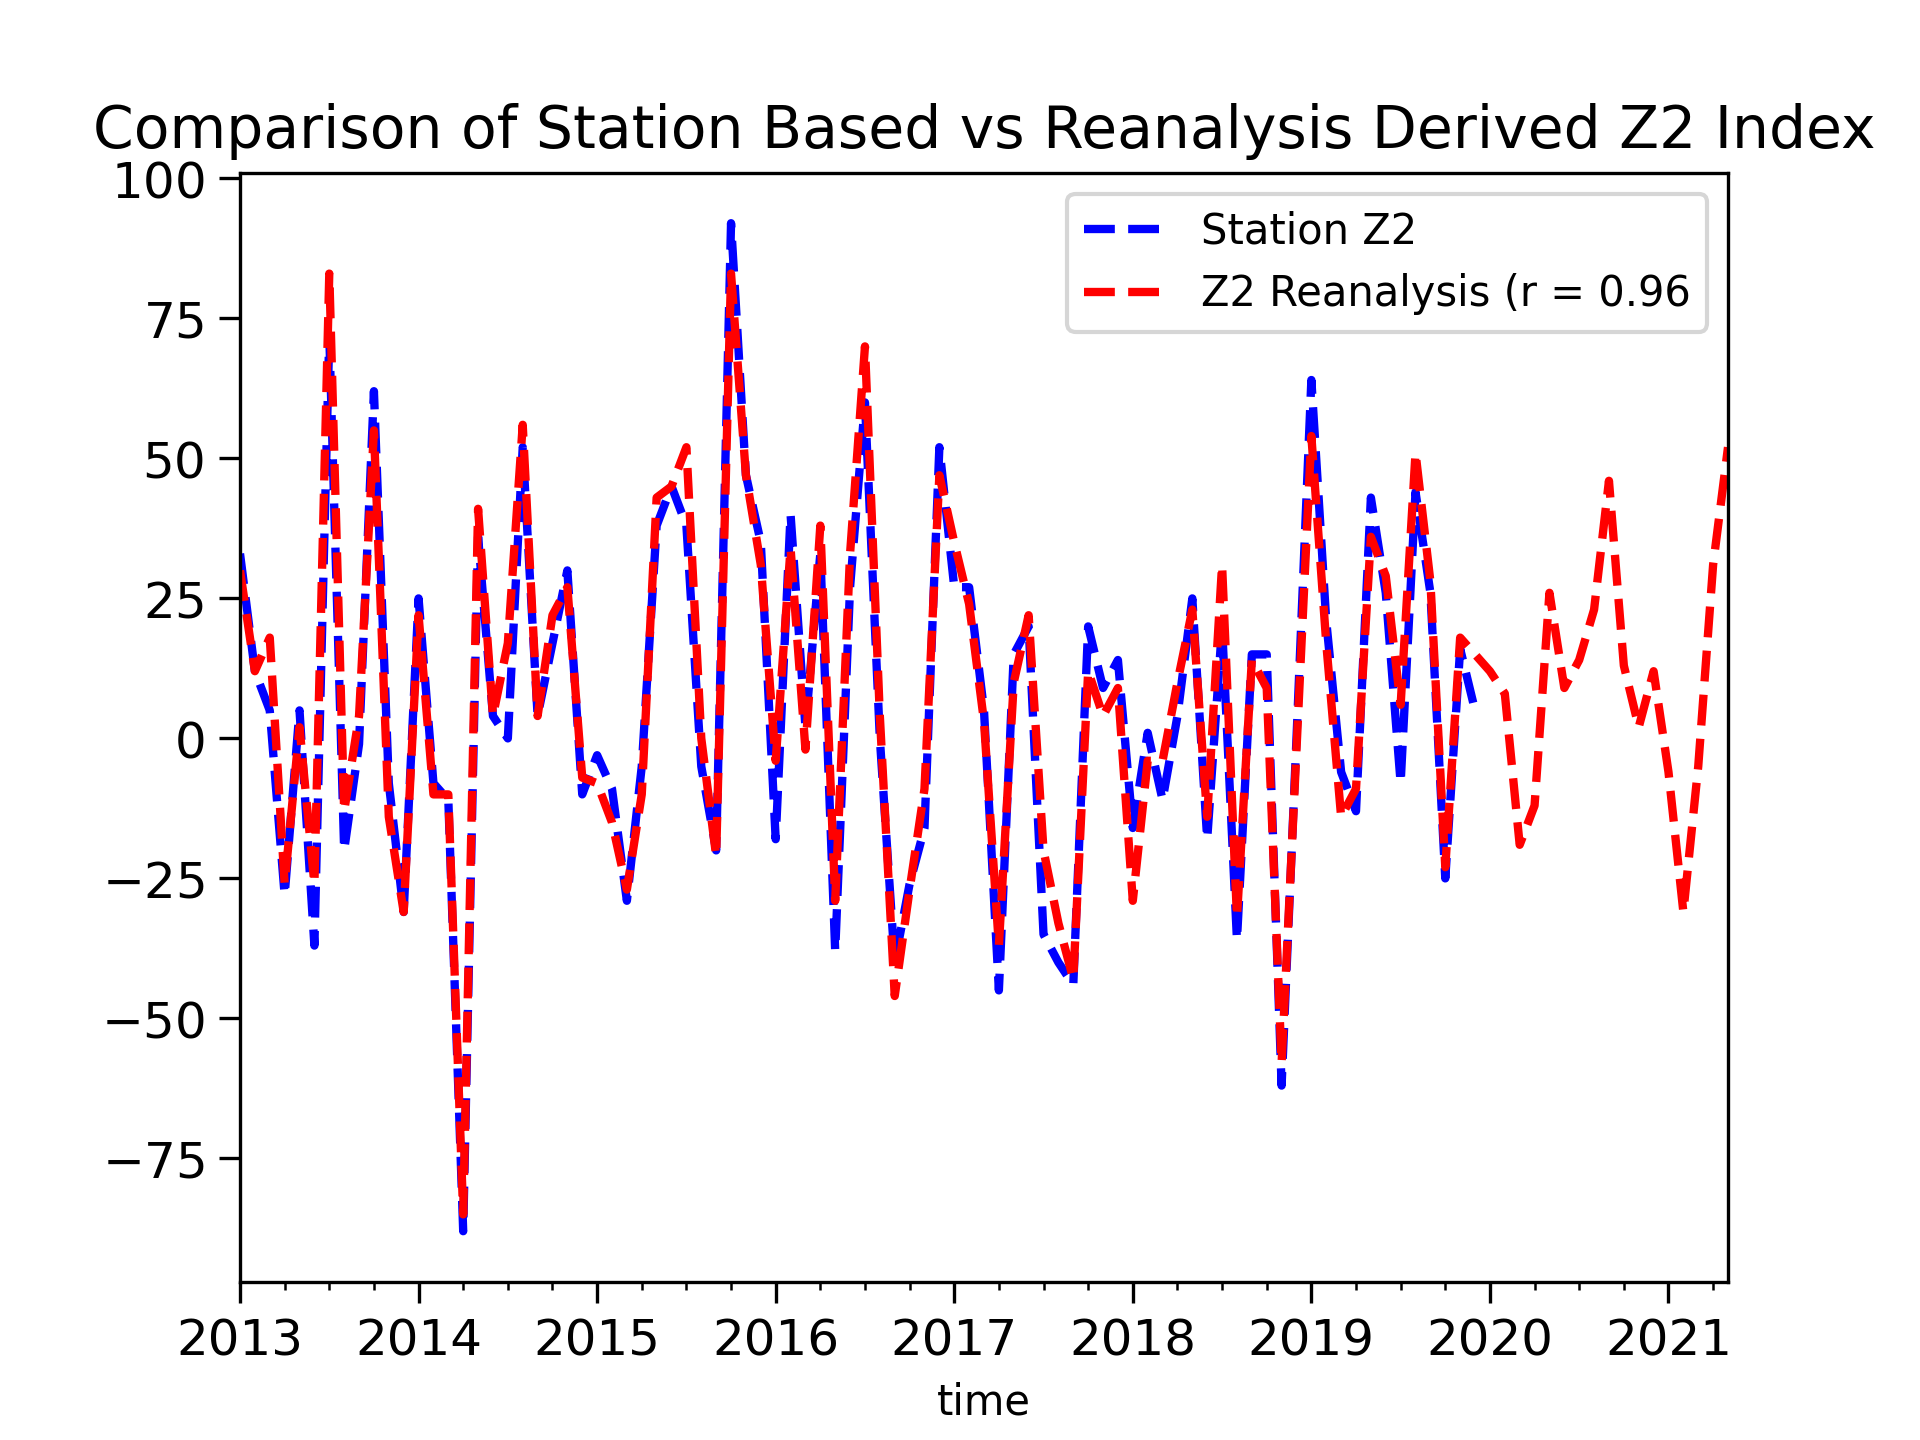 Comparison of Station Based vs Reanalysis Derived Z2 Index
Station Z2
Z2 Reanalysis (r = 0.96
100
75
50
25
0
−25
−50
−75
2013 2014 2015 2016 2017 2018 2019 2020 2021
time